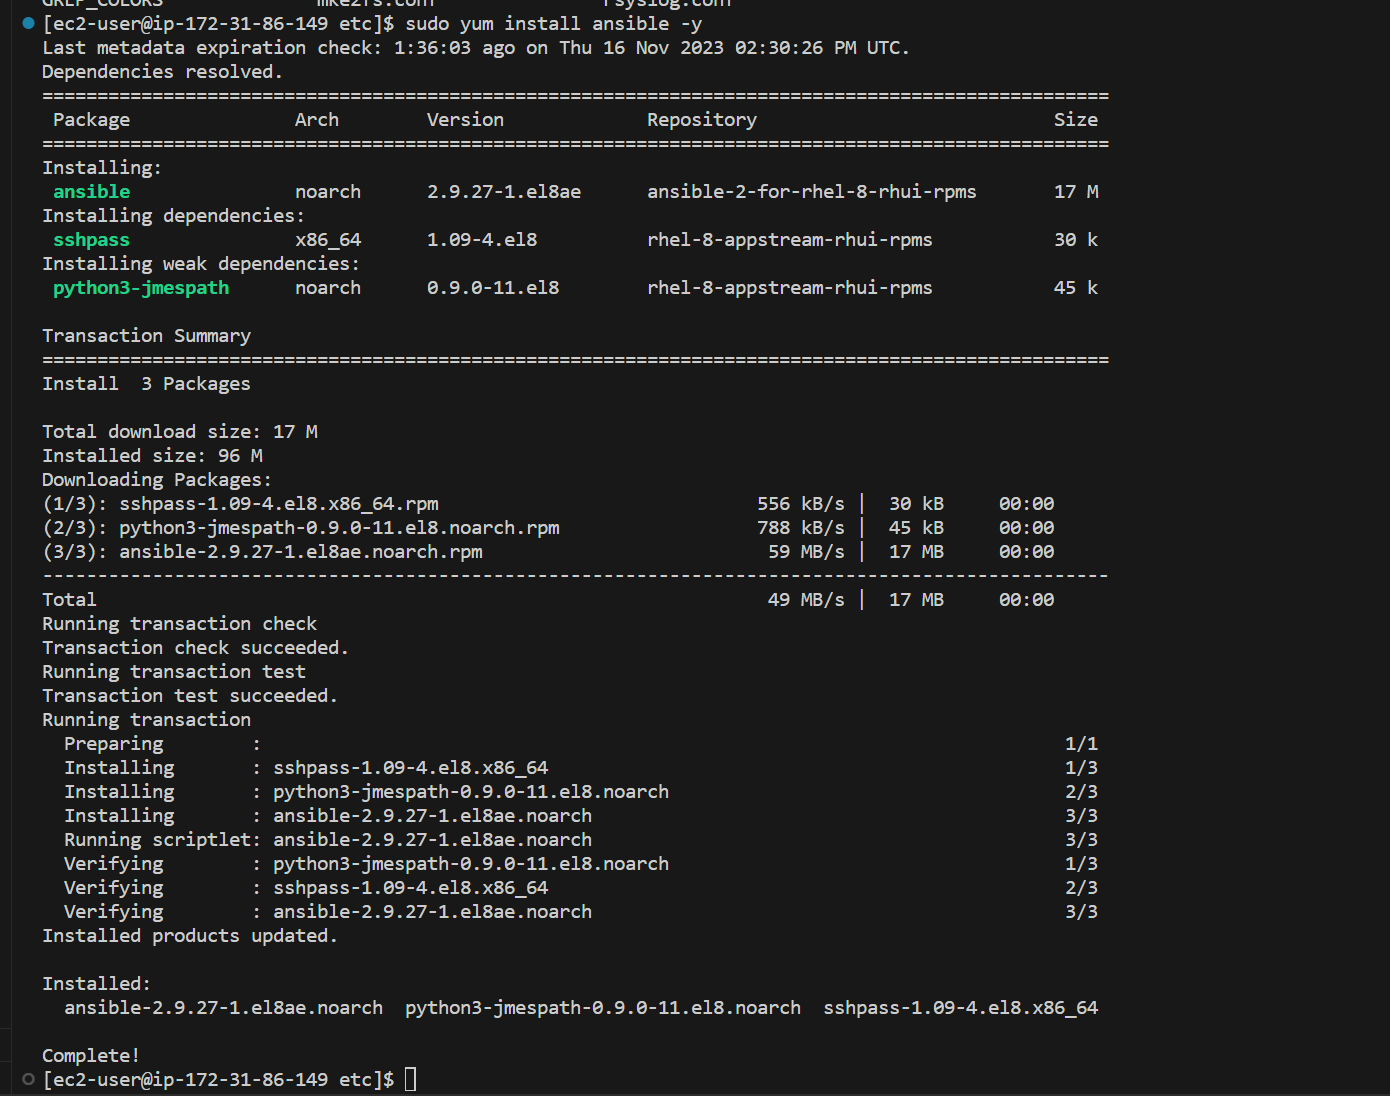 GREP_COLORS mke2fs.conf rsyslog.conf
[ec2-user@ip-172-31-86-149 etc]$ sudo yum install ansible -y
Last metadata expiration check: 1:36:03 ago on Thu 16 Nov 2023 02:30:26 PM UTC.
Dependencies resolved.
=================================================================================================
Package Arch Version Repository Size
=================================================================================================
Installing:
ansible noarch 2.9.27-1.el8ae ansible-2-for-rhel-8-rhui-rpms 17 M
Installing dependencies:
sshpass x86_64 1.09-4.el8 rhel-8-appstream-rhui-rpms 30 k
Installing weak dependencies:
python3-jmespath noarch 0.9.0-11.el8 rhel-8-appstream-rhui-rpms 45 k
Transaction Summary
=================================================================================================
Install 3 Packages
Total download size: 17 M
Installed size: 96 M
Downloading Packages:
(1/3): sshpass-1.09-4.el8.x86_64.rpm 556 kB/s | 30 kB 00:00
(2/3): python3-jmespath-0.9.0-11.el8.noarch.rpm 788 kB/s | 45 kB 00:00
(3/3): ansible-2.9.27-1.el8ae.noarch.rpm 59 MB/s | 17 MB 00:00
-------------------------------------------------------------------------------------------------
Total 49 MB/s | 17 MB 00:00
Running transaction check
Transaction check succeeded.
Running transaction test
Transaction test succeeded.
Running transaction
Preparing : 1/1
Installing : sshpass-1.09-4.el8.x86_64 1/3
Installing : python3-jmespath-0.9.0-11.el8.noarch 2/3
Installing : ansible-2.9.27-1.el8ae.noarch 3/3
Running scriptlet: ansible-2.9.27-1.el8ae.noarch 3/3
Verifying : python3-jmespath-0.9.0-11.el8.noarch 1/3
Verifying : sshpass-1.09-4.el8.x86_64 2/3
Verifying : ansible-2.9.27-1.el8ae.noarch 3/3
Installed products updated.
Installed:
ansible-2.9.27-1.el8ae.noarch python3-jmespath-0.9.0-11.el8.noarch sshpass-1.09-4.el8.x86_64
Complete!
[ec2-user@ip-172-31-86-149 etc]$